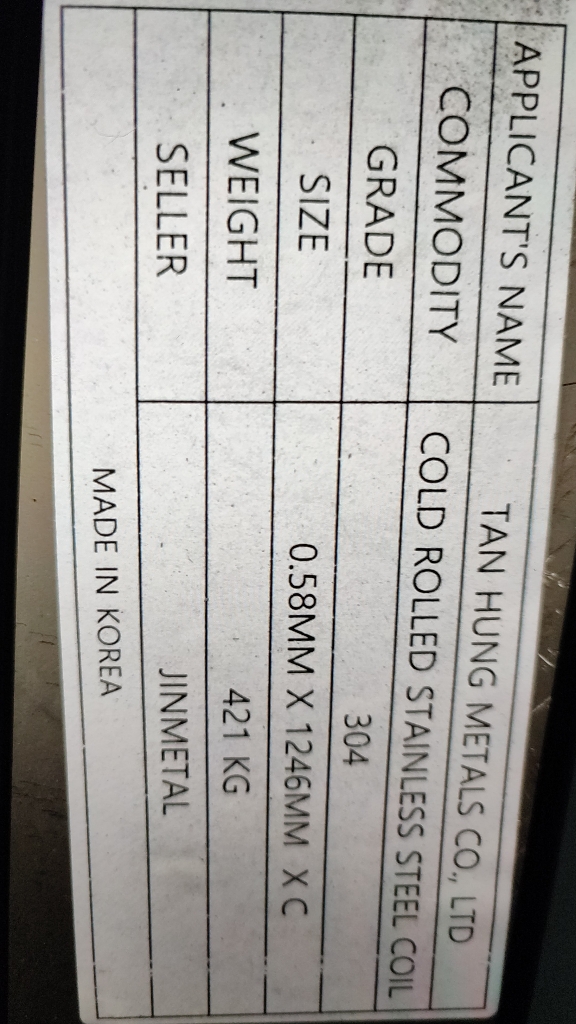 APPLICANT'S NAME TAN HUNG METALS CO., LTD
COMMODITY COLD ROLLED STAINLESS STEEL COIL
GRADE 304
SIZE 0.58MM X 1246MM X C
WEIGHT 421 KG
SELLER JINMETAL
MADE IN KOREA